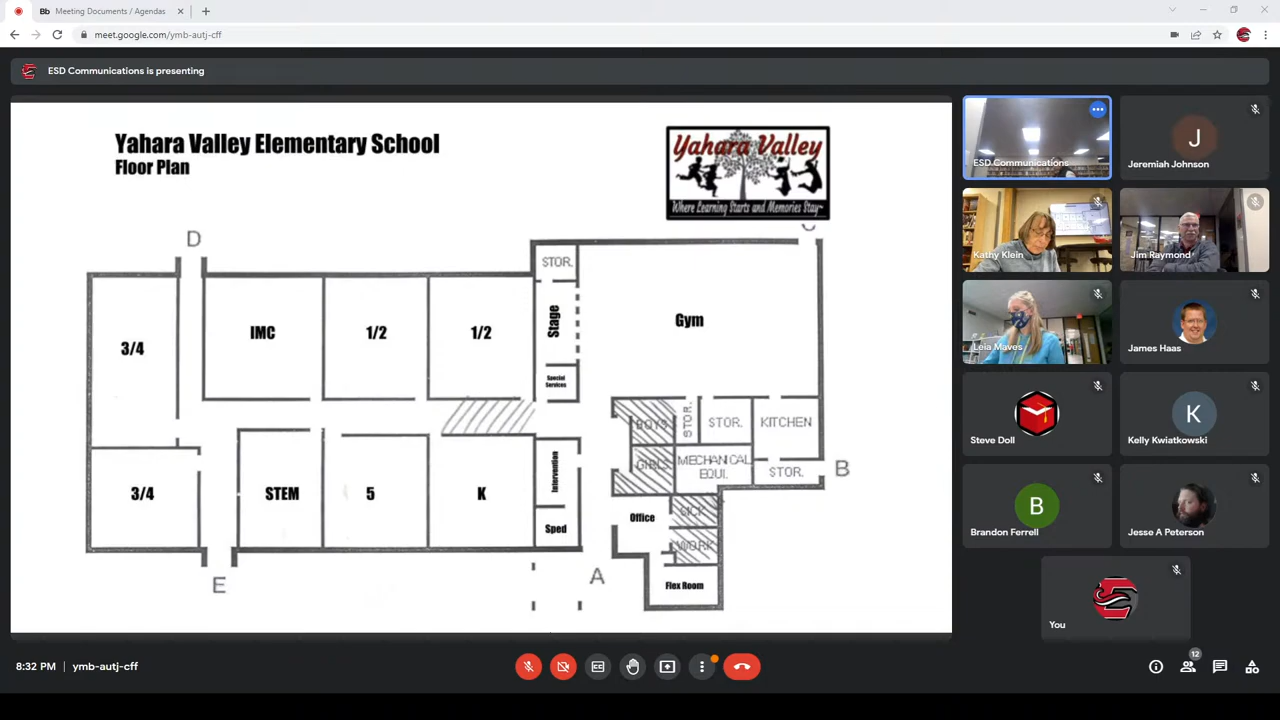 Bb Meeting Documents / Agendas
meet.google.com/ymb-autj-cff
ESD Communications is presenting
Yahara Valley Elementary School
Floor Plan
Yahara Valley
Where Learning Starts and Memories Stay~
D
STOR.
3/4
IMC
1/2
1/2
Stage
Gym
Special
Services
BOYS
STOR.
STOR.
KITCHEN
GIRLS
MECHANICAL
EQUI.
STOR.
B
3/4
STEM
5
K
Intervention
Sped
Office
SICK
WORK
Flex Room
E
A
ESD Communications
J
Jeremiah Johnson
Kathy Klein
Jim Raymond
Leia Maves
James Haas
Steve Doll
K
Kelly Kwiatkowski
B
Brandon Ferrell
Jesse A Peterson
You
8:32 PM | ymb-autj-cff
12